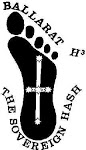 BALLARAT
H³
THE SOVEREIGN HASH